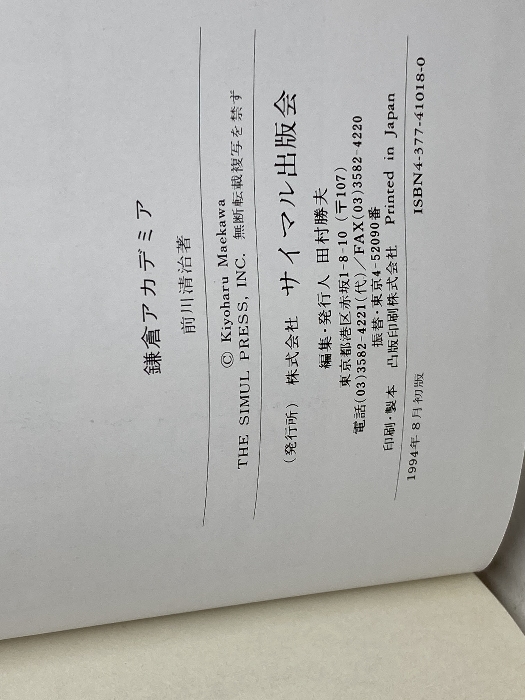 鎌倉アカデミア
前川清治著
© Kiyoharu Maekawa
THE SIMUL PRESS, INC. 無断転載複写を禁ず
(発行所) 株式会社 サイマル出版会
編集・発行人 田村勝夫
東京都港区赤坂1-8-10 (〒107)
電話(03)3582-4221(代)/FAX(03)3582-4220
振替・東京4-52090番
印刷・製本 凸版印刷株式会社 Printed in Japan
1994年8月初版 ISBN4-377-41018-0